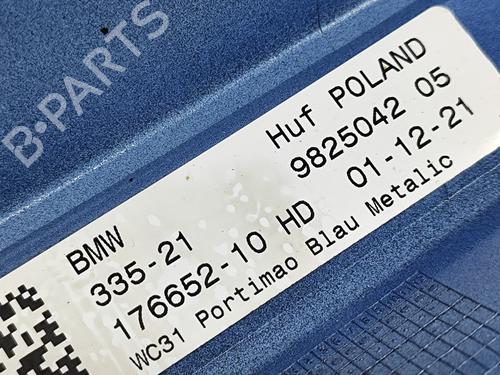 B-PARTS
BMW Huf POLAND
335-21 9825042 05
176652-10 HD 01-12-21
WC31 Portimao Blau Metalic